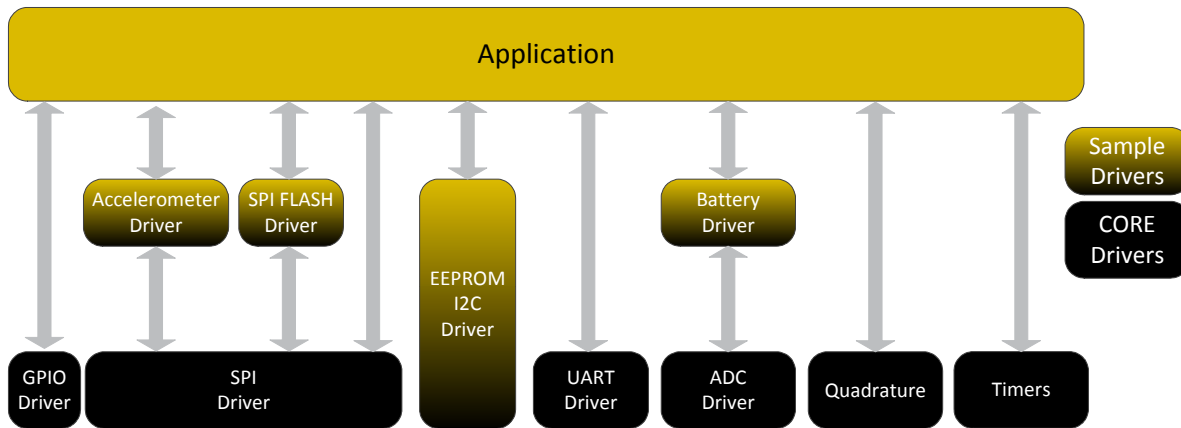 Application
Sample
Drivers
CORE
Drivers
Accelerometer
Driver
SPI FLASH
Driver
Battery
Driver
EEPROM
I2C
Driver
GPIO
Driver
SPI
Driver
UART
Driver
ADC
Driver
Quadrature
Timers